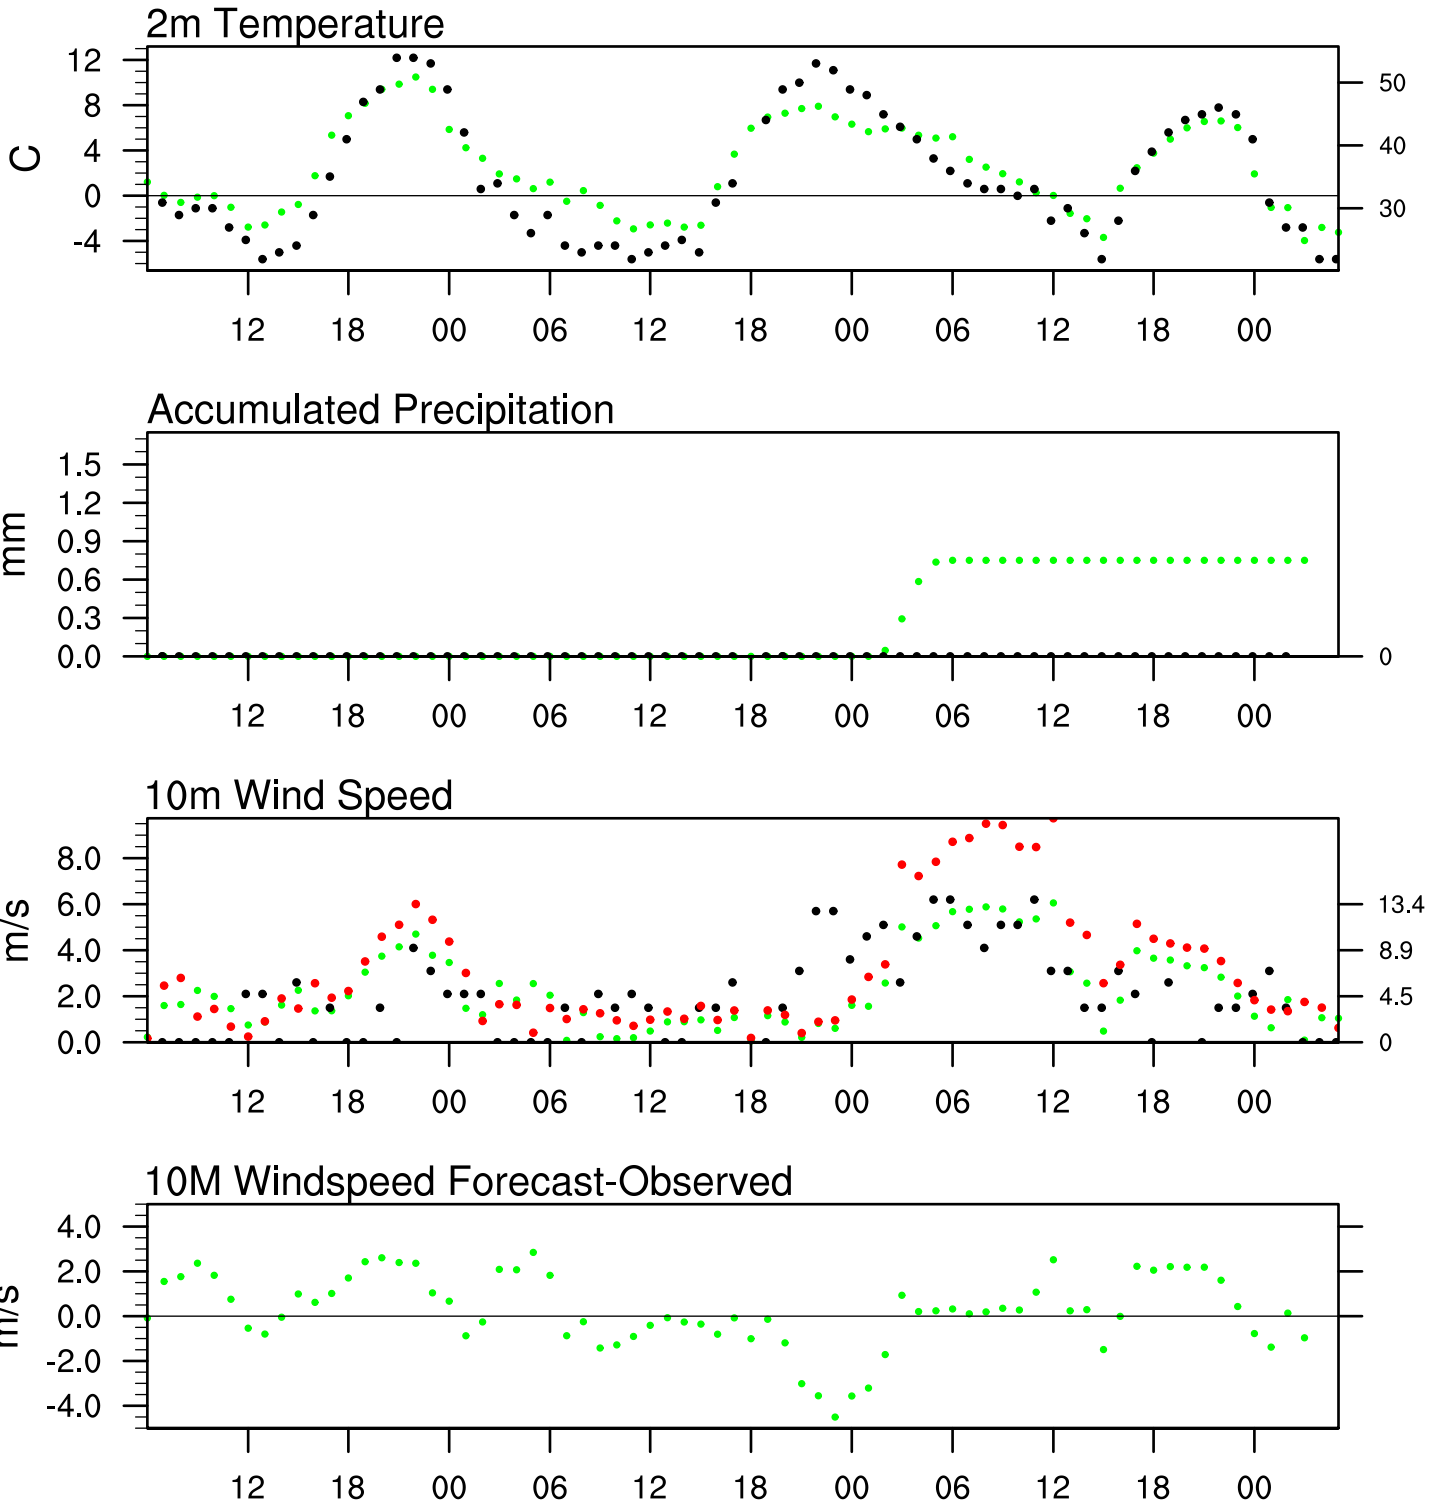 2m Temperature
12
8
4
0
-4
C
50
40
30
12 18 00 06 12 18 00 06 12 18 00
Accumulated Precipitation
1.5
1.2
0.9
0.6
0.3
0.0
mm
0
12 18 00 06 12 18 00 06 12 18 00
10m Wind Speed
8.0
6.0
4.0
2.0
0.0
m/s
13.4
8.9
4.5
0
12 18 00 06 12 18 00 06 12 18 00
10M Windspeed Forecast-Observed
4.0
2.0
0.0
-2.0
-4.0
m/s
12 18 00 06 12 18 00 06 12 18 00